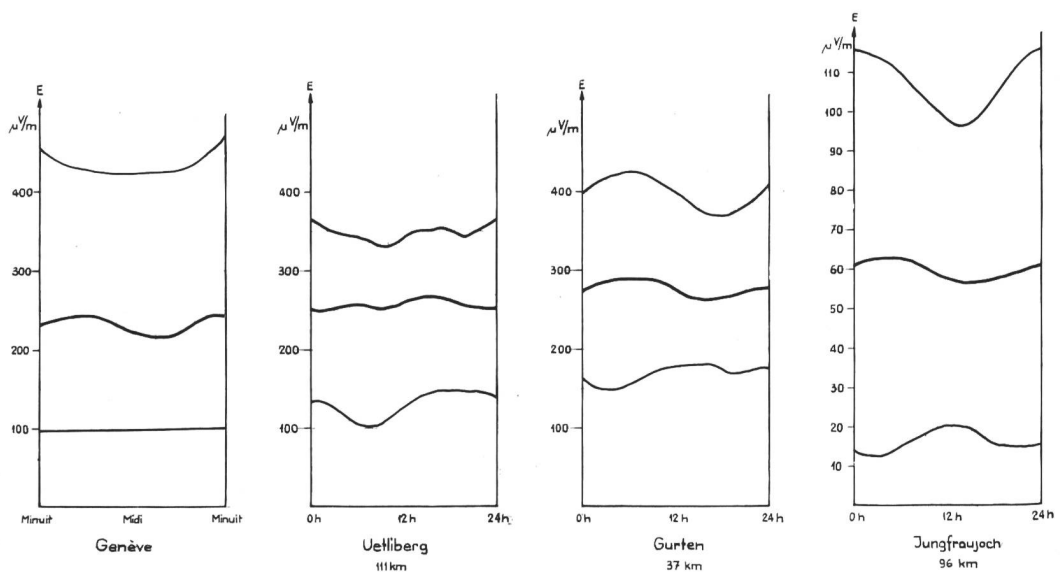 E
µV/m
400
300
200
100
Minuit Midi Minuit
Genève
E
µV/m
400
300
200
100
0h 12h 24h
Uetliberg
111 km
E
µV/m
400
300
200
100
0h 12h 24h
Gurten
37 km
E
µV/m
110
100
90
80
70
60
50
40
30
20
10
0h 12h 24h
Jungfraujoch
96 km